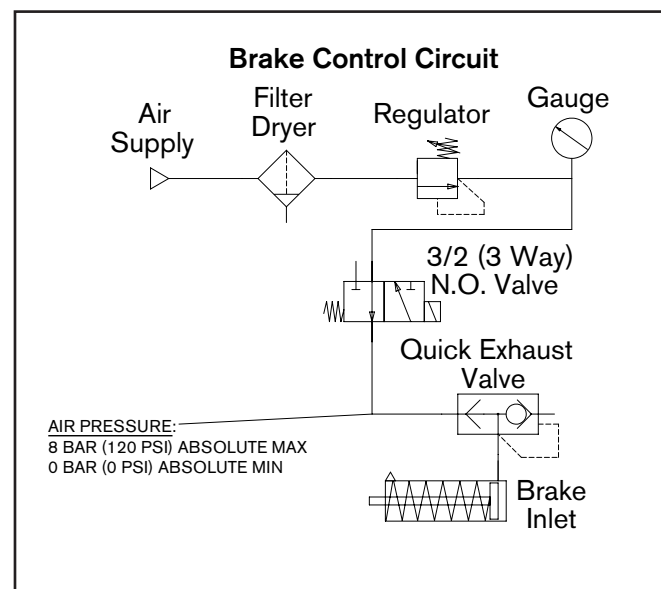 Brake Control Circuit
Air
Supply
Filter
Dryer
Regulator
Gauge
3/2 (3 Way)
N.O. Valve
Quick Exhaust
Valve
AIR PRESSURE:
8 BAR (120 PSI) ABSOLUTE MAX
0 BAR (0 PSI) ABSOLUTE MIN
Brake
Inlet